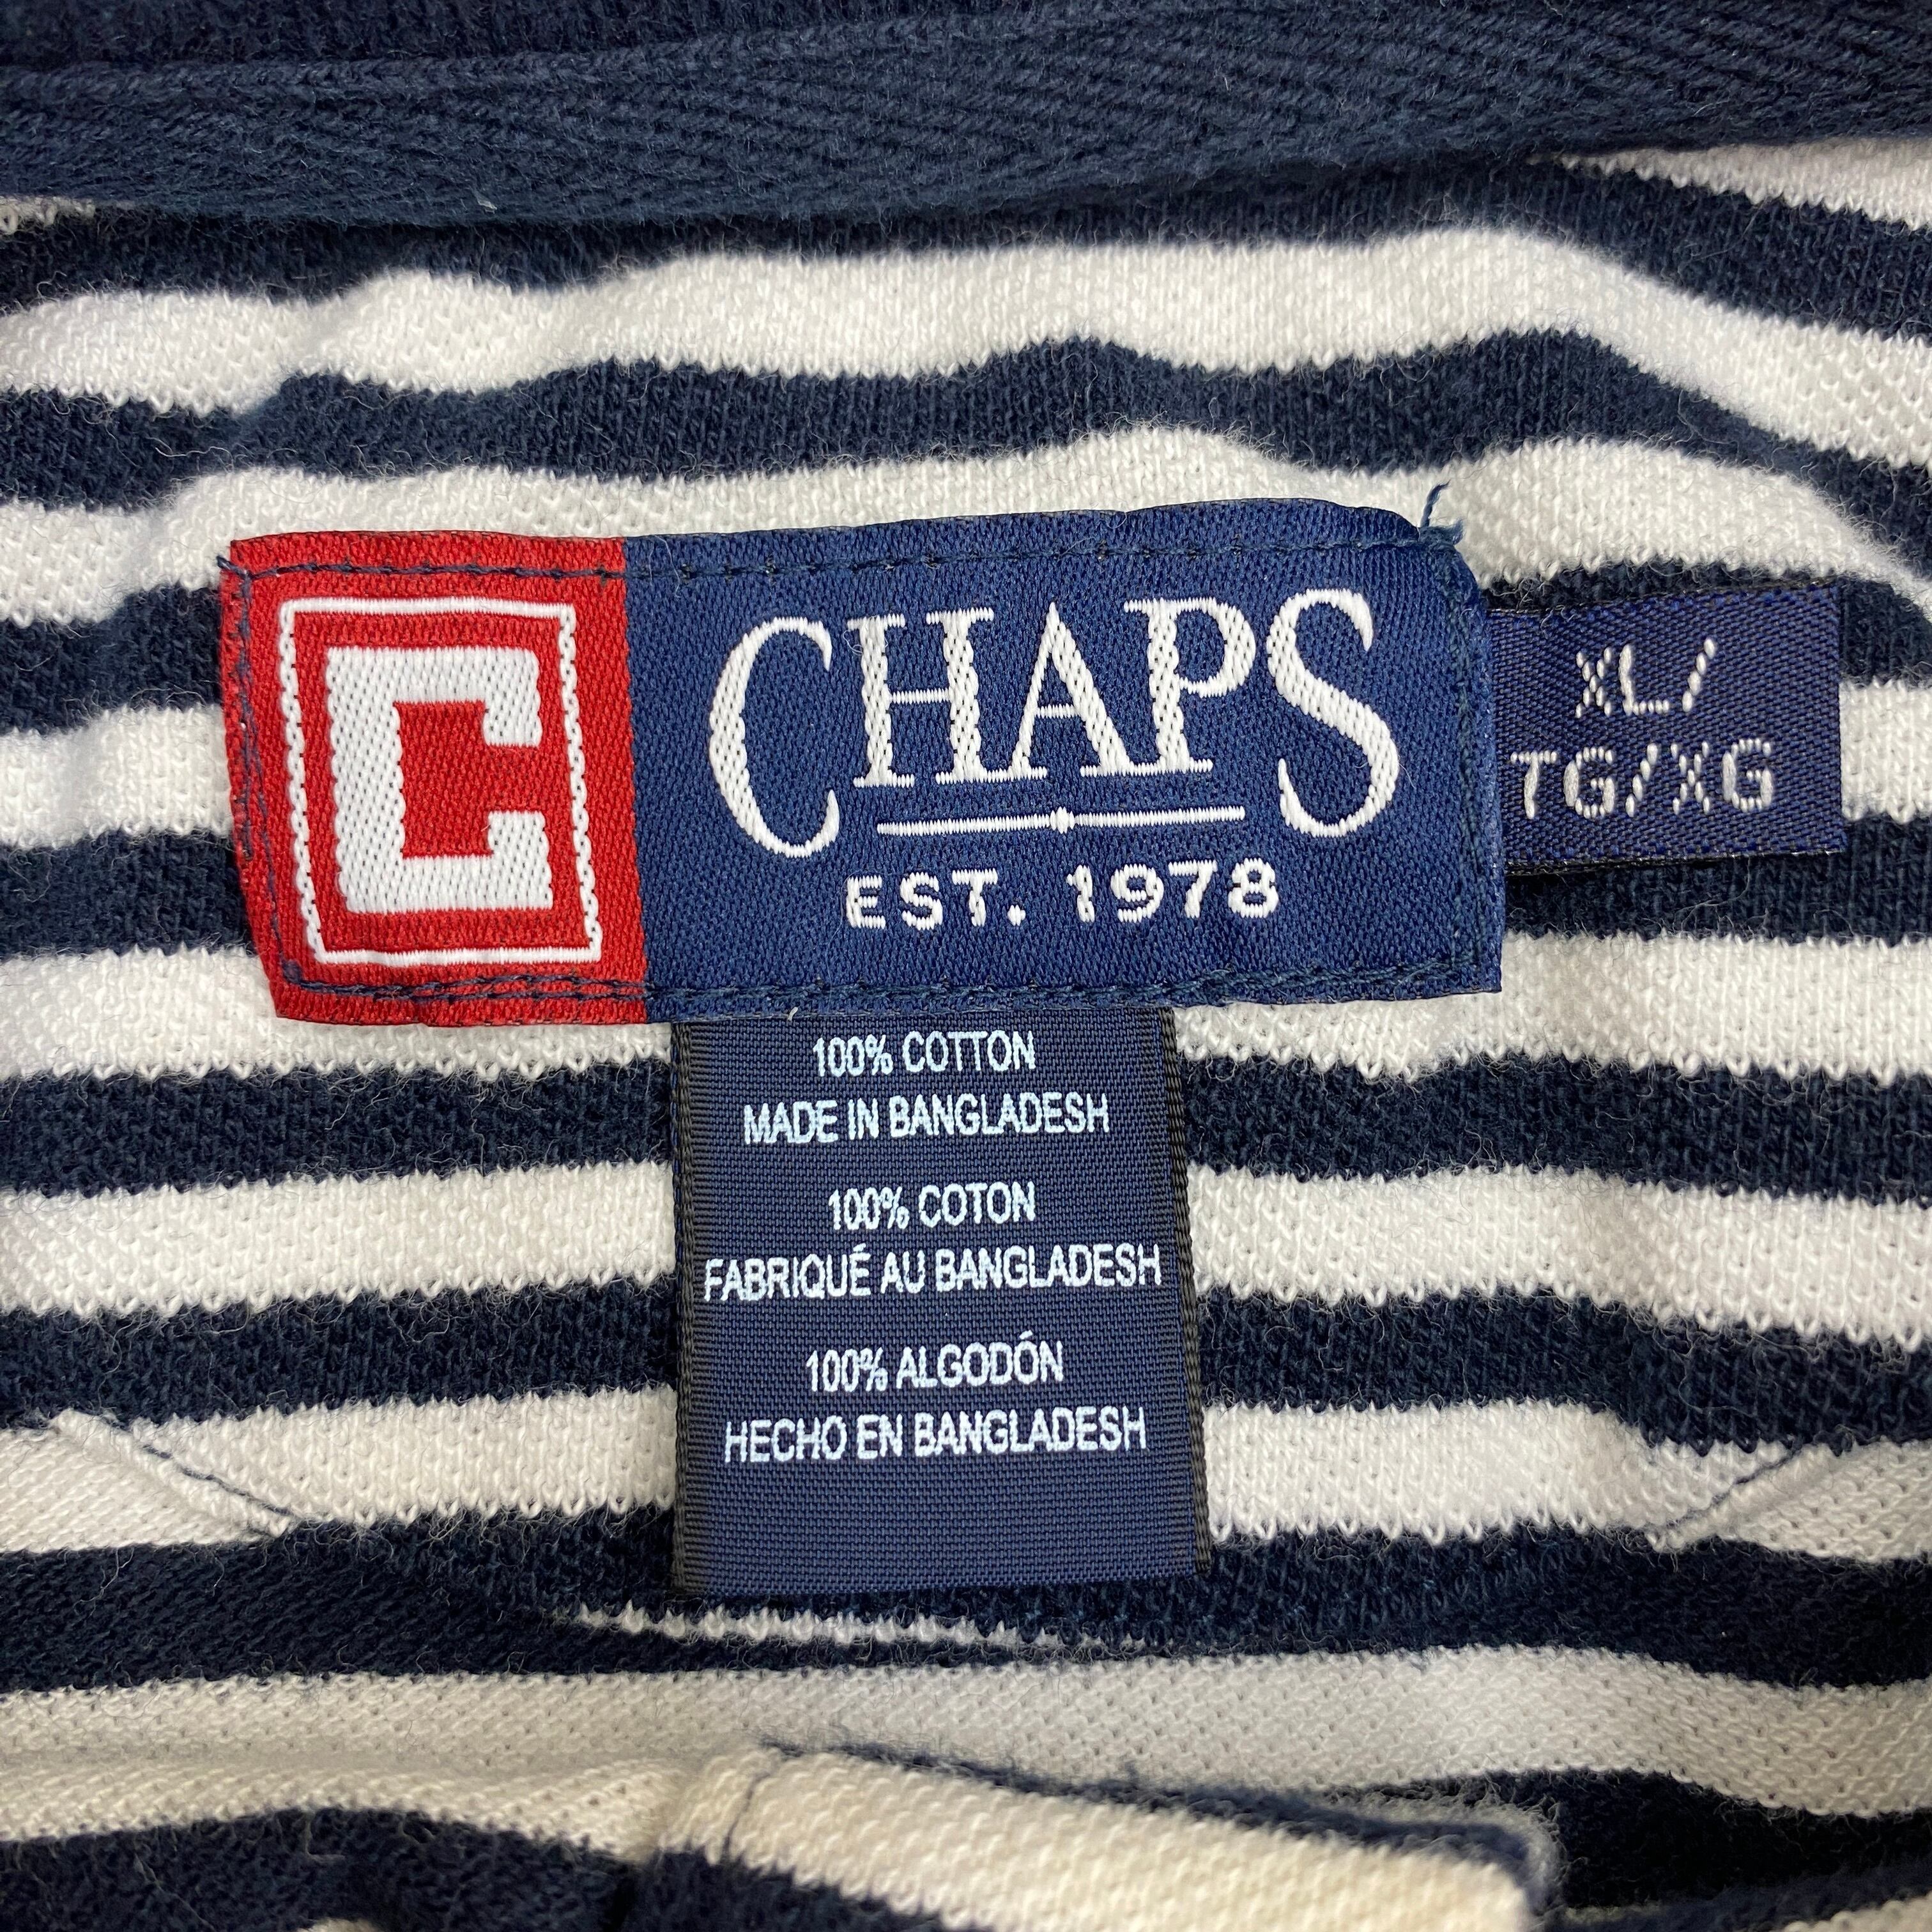 C
CHAPS
EST. 1978
XL/
TG/XG
100% COTTON
MADE IN BANGLADESH
100% COTON
FABRIQUÉ AU BANGLADESH
100% ALGODÓN
HECHO EN BANGLADESH